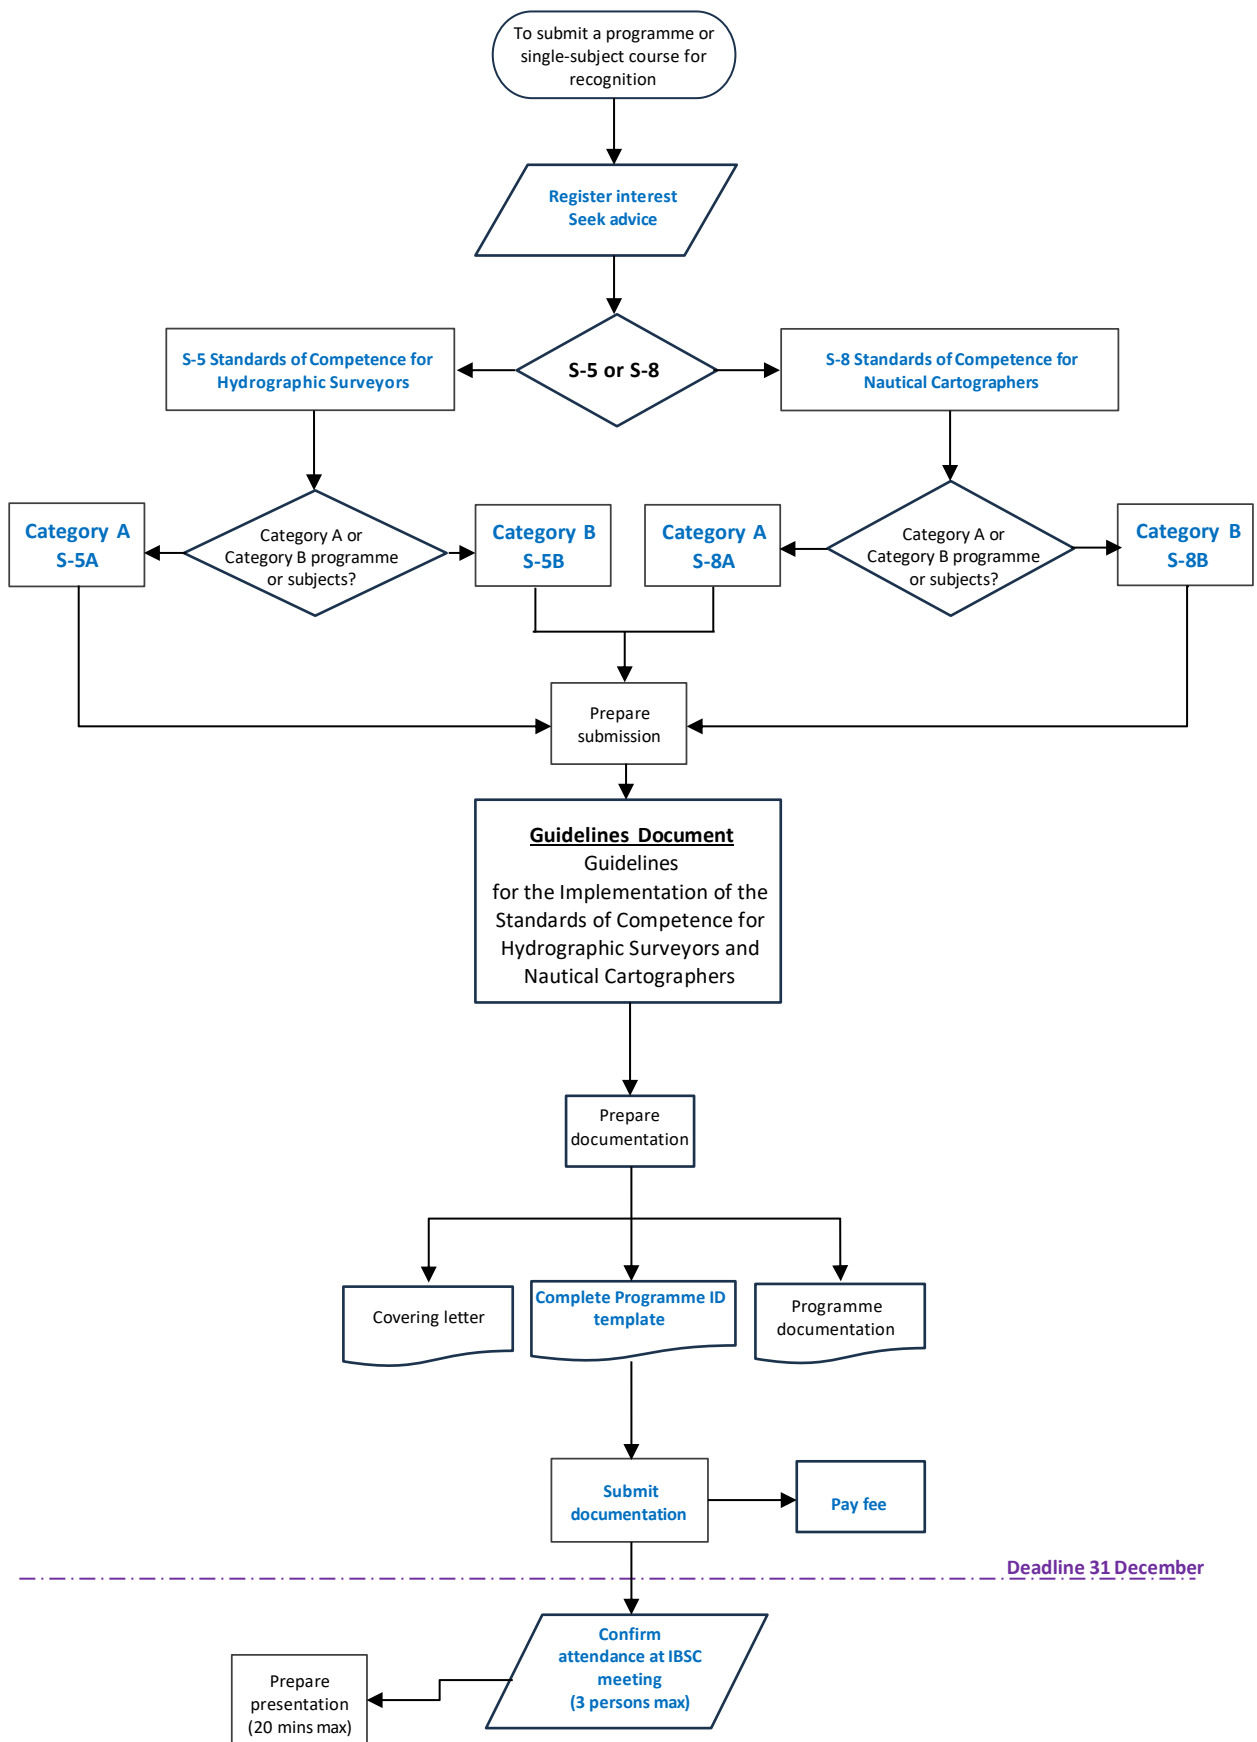 To submit a programme or
single-subject course for
recognition
Register interest
Seek advice
S-5 Standards of Competence for
Hydrographic Surveyors
S-5 or S-8
S-8 Standards of Competence for
Nautical Cartographers
Category A
S-5A
Category A or
Category B programme
or subjects?
Category B
S-5B
Category A
S-8A
Category A or
Category B programme
or subjects?
Category B
S-8B
Prepare
submission
Guidelines Document
Guidelines
for the Implementation of the
Standards of Competence for
Hydrographic Surveyors and
Nautical Cartographers
Prepare
documentation
Covering letter
Complete Programme ID
template
Programme
documentation
Submit
documentation
Pay fee
Deadline 31 December
Confirm
attendance at IBSC
meeting
(3 persons max)
Prepare
presentation
(20 mins max)